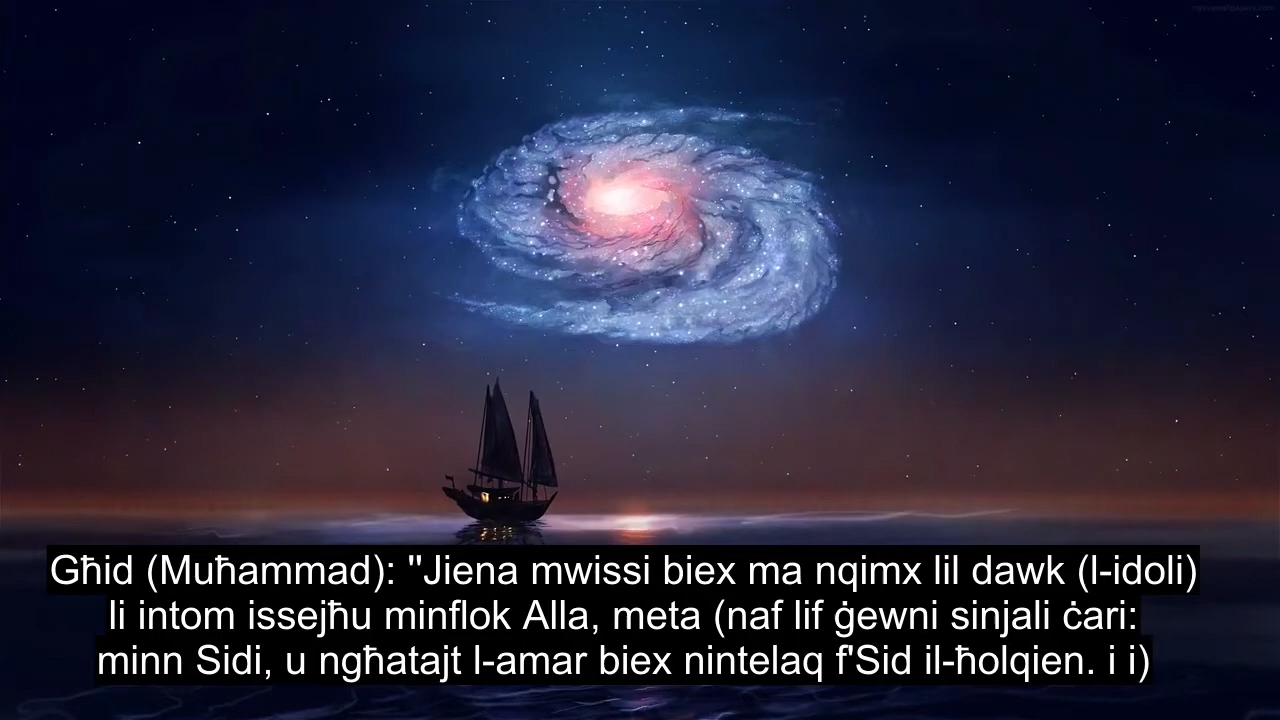 Għid (Muħammad): "Jiena mwissi biex ma nqimx lil dawk (l-idoli)
li intom issejħu minflok Alla, meta (naf lif ġewni sinjali ċari:
minn Sidi, u ngħatajt l-amar biex nintelaq f'Sid il-ħolqien. i i)